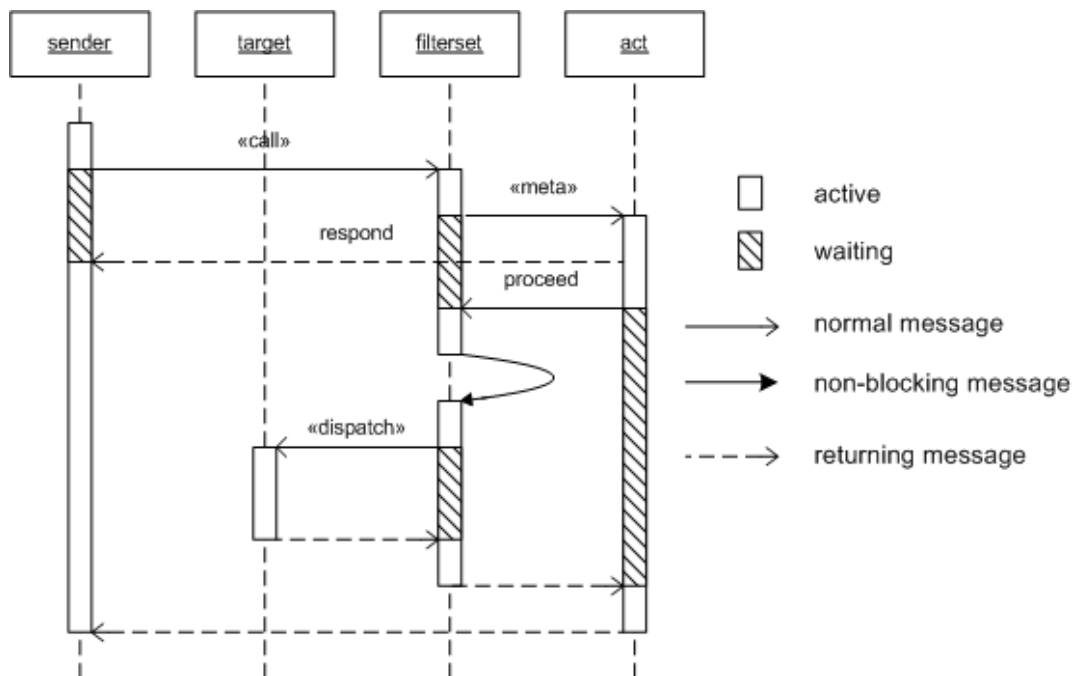 sender
target
filterset
act
«call»
«meta»
respond
proceed
«dispatch»
active
waiting
normal message
non-blocking message
returning message